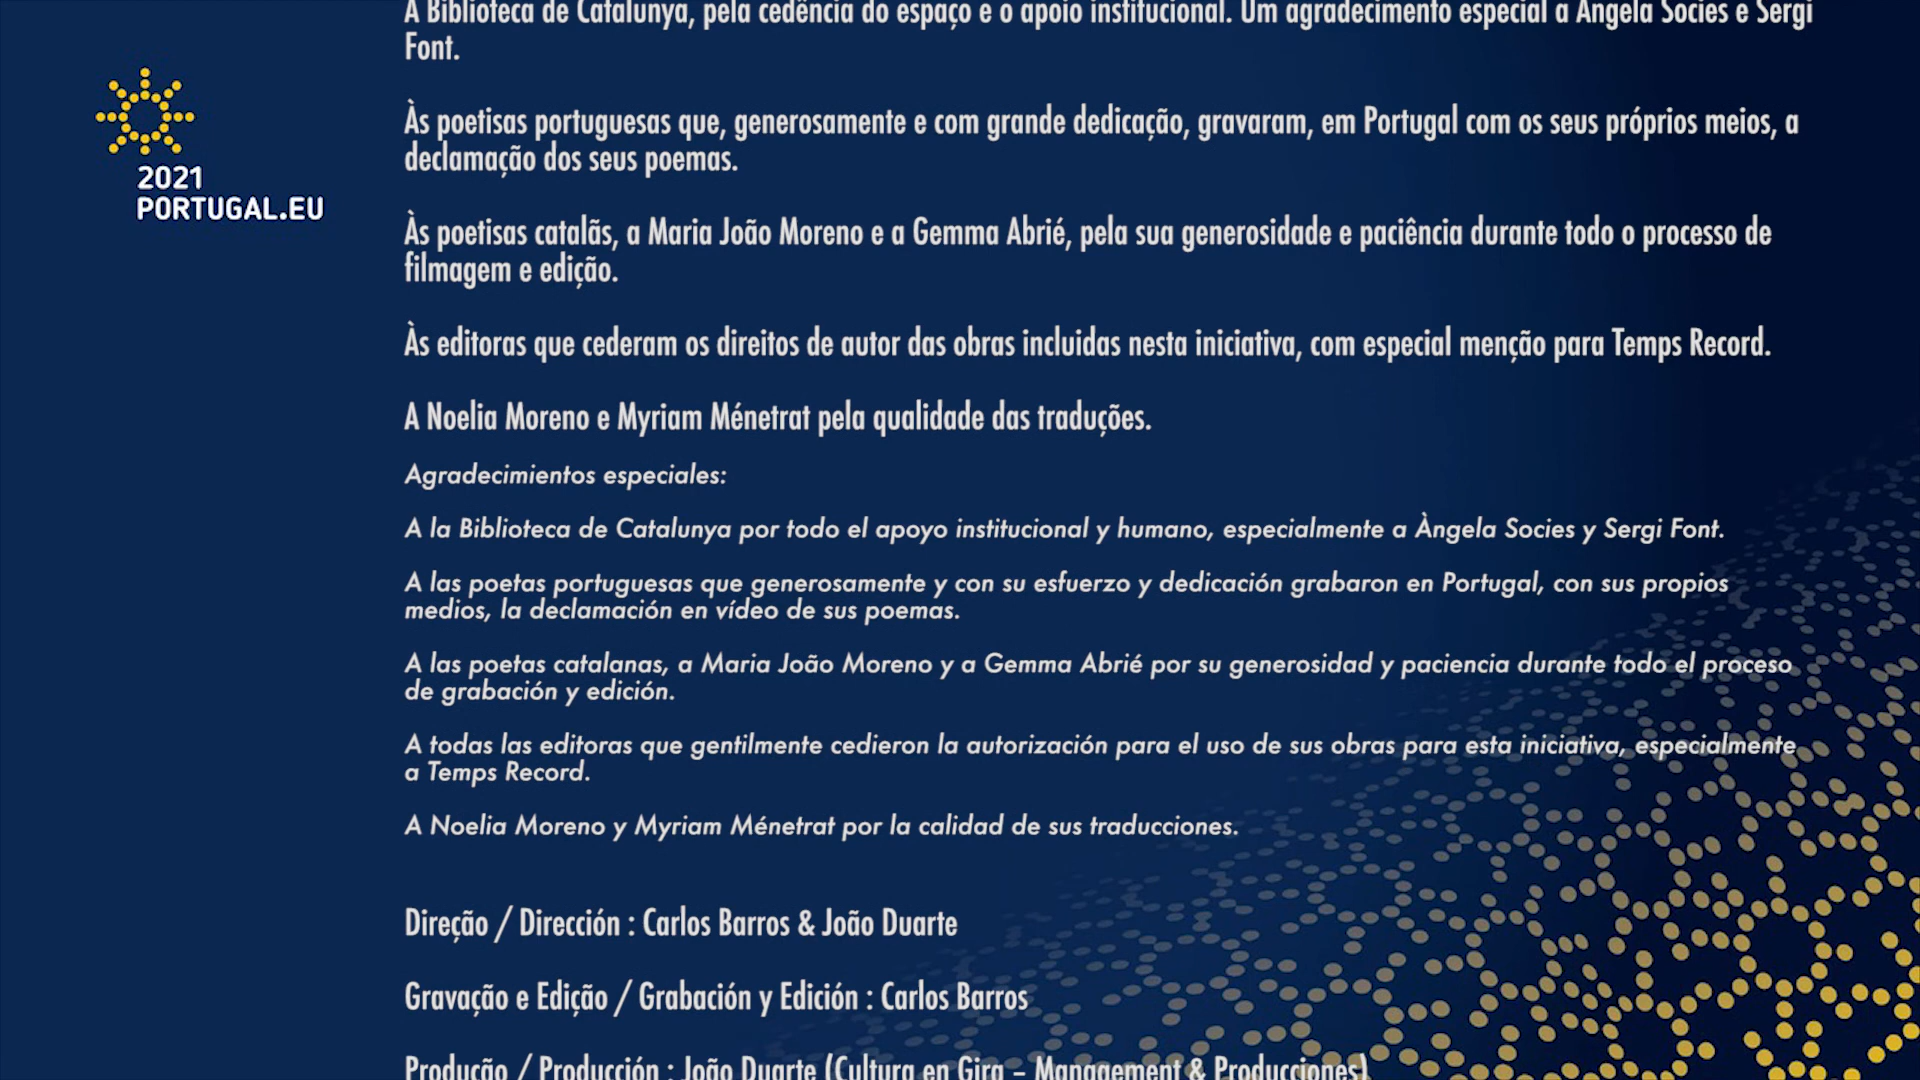 A Biblioteca de Catalunya, pela cedência do espaço e o apoio institucional. Um agradecimento especial a Àngela Socies e Sergi
Font.
Às poetisas portuguesas que, generosamente e com grande dedicação, gravaram, em Portugal com os seus próprios meios, a
declamação dos seus poemas.
Às poetisas catalãs, a Maria João Moreno e a Gemma Abrié, pela sua generosidade e paciência durante todo o processo de
filmagem e edição.
Às editoras que cederam os direitos de autor das obras incluidas nesta iniciativa, com especial menção para Temps Record.
A Noelia Moreno e Myriam Ménetrat pela qualidade das traduções.
Agradecimientos especiales:
A la Biblioteca de Catalunya por todo el apoyo institucional y humano, especialmente a Àngela Socies y Sergi Font.
A las poetas portuguesas que generosamente y con su esfuerzo y dedicación grabaron en Portugal, con sus propios
medios, la declamación en vídeo de sus poemas.
A las poetas catalanas, a Maria João Moreno y a Gemma Abrié por su generosidad y paciencia durante todo el proceso
de grabación y edición.
A todas las editoras que gentilmente cedieron la autorización para el uso de sus obras para esta iniciativa, especialmente
a Temps Record.
A Noelia Moreno y Myriam Ménetrat por la calidad de sus traducciones.
Direção / Dirección : Carlos Barros & João Duarte
Gravação e Edição / Grabación y Edición : Carlos Barros
Produção / Producción : João Duarte (Cultura en Gira – Management & Producciones)
2021
PORTUGAL.EU